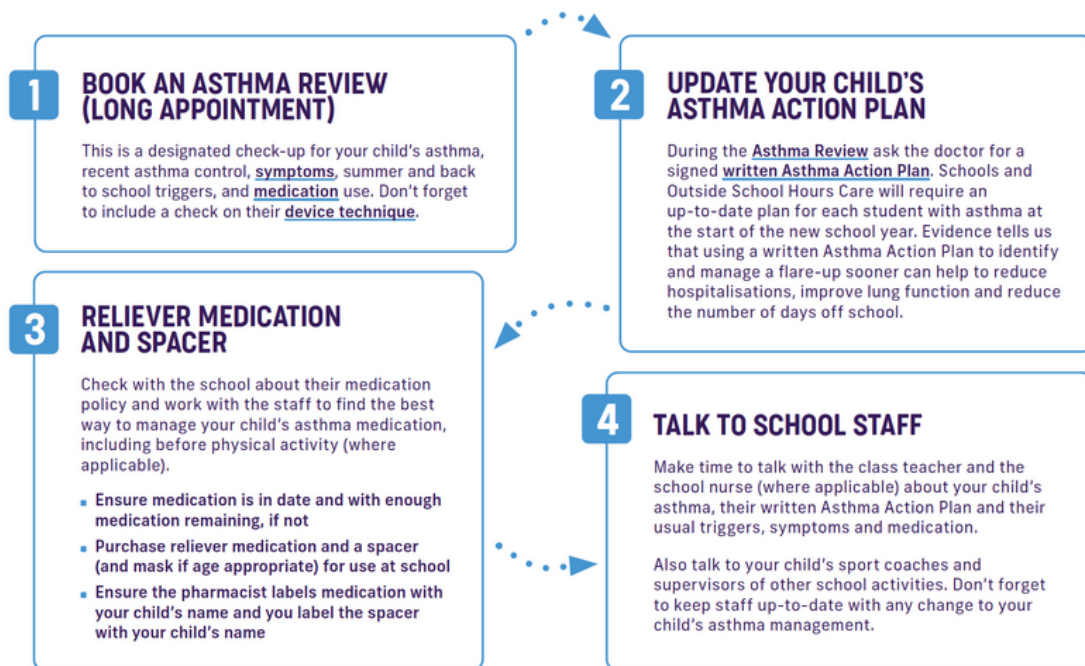 1
BOOK AN ASTHMA REVIEW
(LONG APPOINTMENT)
This is a designated check-up for your child’s asthma,
recent asthma control, symptoms, summer and back
to school triggers, and medication use. Don’t forget
to include a check on their device technique.
2
UPDATE YOUR CHILD’S
ASTHMA ACTION PLAN
During the Asthma Review ask the doctor for a
signed written Asthma Action Plan. Schools and
Outside School Hours Care will require an
up-to-date plan for each student with asthma at
the start of the new school year. Evidence tells us
that using a written Asthma Action Plan to identify
and manage a flare-up sooner can help to reduce
hospitalisations, improve lung function and reduce
the number of days off school.
3
RELIEVER MEDICATION
AND SPACER
Check with the school about their medication
policy and work with the staff to find the best
way to manage your child’s asthma medication,
including before physical activity (where
applicable).
▪ Ensure medication is in date and with enough
medication remaining, if not
▪ Purchase reliever medication and a spacer
(and mask if age appropriate) for use at school
▪ Ensure the pharmacist labels medication with
your child’s name and you label the spacer
with your child’s name
4
TALK TO SCHOOL STAFF
Make time to talk with the class teacher and the
school nurse (where applicable) about your child’s
asthma, their written Asthma Action Plan and their
usual triggers, symptoms and medication.
Also talk to your child’s sport coaches and
supervisors of other school activities. Don’t forget
to keep staff up-to-date with any change to your
child’s asthma management.